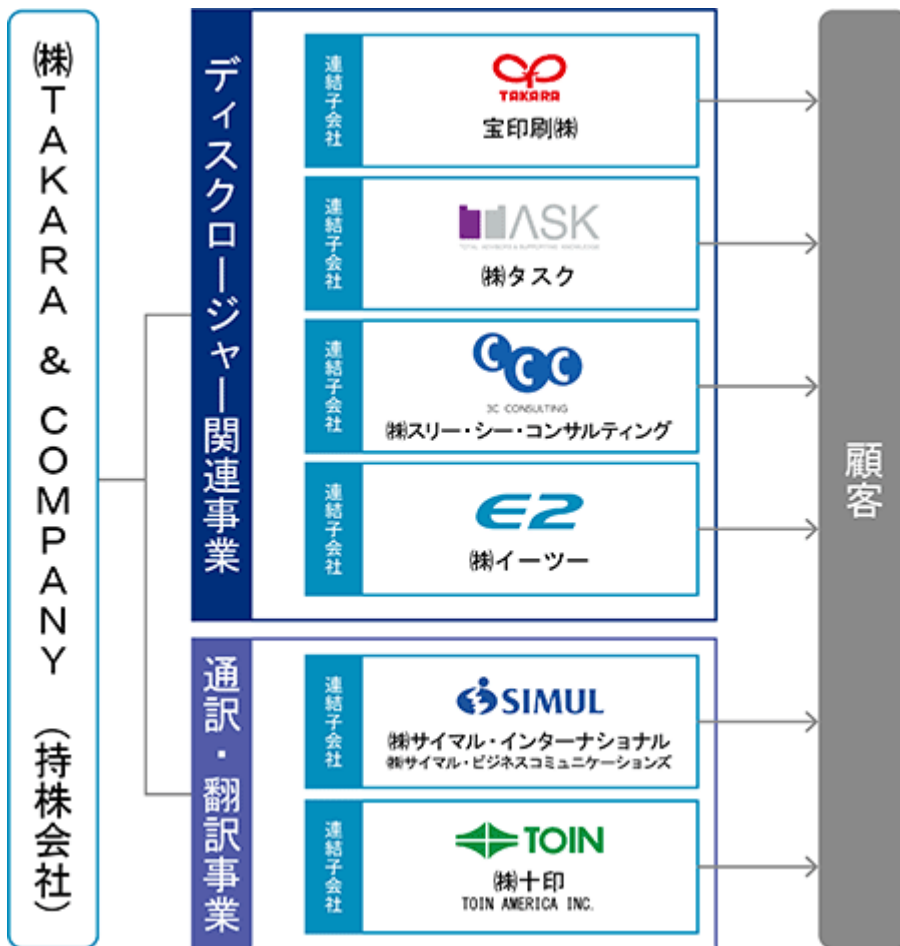 ㈱TAKARA & COMPANY（持株会社）
ディスクロージャー関連事業
連結子会社
TAKARA
宝印刷㈱
連結子会社
TASK
TOTAL ADVISORS & SUPPORTING KNOWLEDGE
㈱タスク
連結子会社
CCC
3C CONSULTING
㈱スリー・シー・コンサルティング
連結子会社
E2
㈱イーツー
通訳・翻訳事業
連結子会社
SIMUL
㈱サイマル・インターナショナル
㈱サイマル・ビジネスコミュニケーションズ
連結子会社
TOIN
㈱十印
TOIN AMERICA INC.
顧客